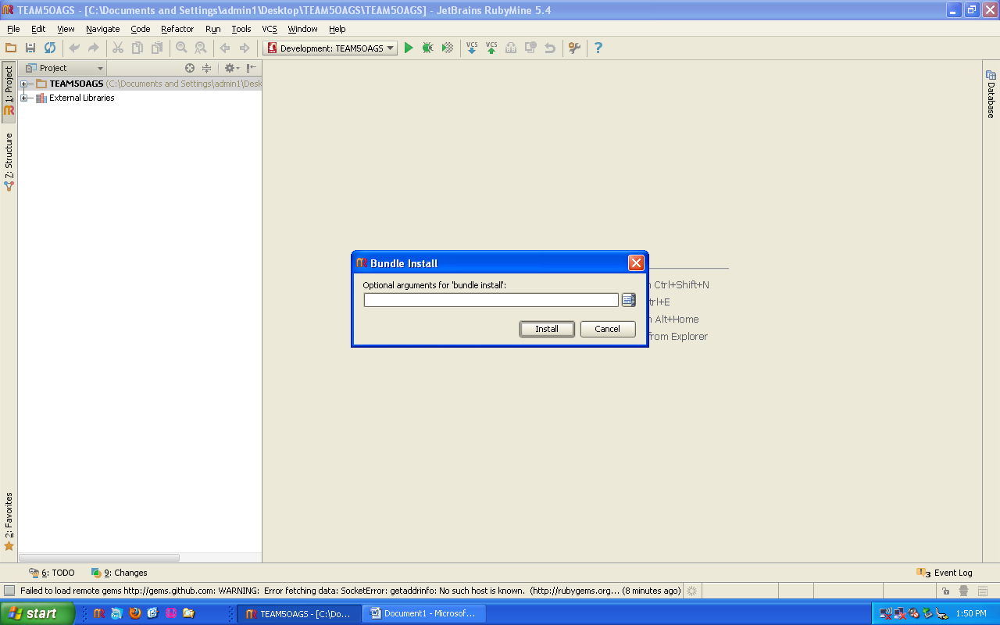 TEAM5OAGS - [C:\Documents and Settings\admin1\Desktop\TEAM5OAGS\TEAM5OAGS] - JetBrains RubyMine 5.4
File Edit View Navigate Code Refactor Run Tools VCS Window Help
Development: TEAM5OAGS
VCS VCS
1: Project
Project
TEAM5OAGS (C:\Documents and Settings\admin1\Desk
External Libraries
Z: Structure
2: Favorites
Database
Bundle Install
Optional arguments for 'bundle install':
Install Cancel
Ctrl+Shift+N
Alt+Home
from Explorer
6: TODO 9: Changes
3 Event Log
Failed to load remote gems http://gems.github.com: WARNING: Error fetching data: SocketError: getaddrinfo: No such host is known. (http://rubygems.org... (8 minutes ago)
start
TEAM5OAGS - [C:\Do...
Document1 - Microsof...
1:50 PM